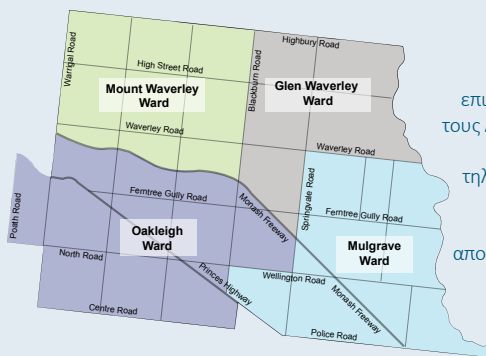 Highbury Road
Warrigal Road
High Street Road
Blackburn Road
Mount Waverley
Ward
Glen Waverley
Ward
Waverley Road
Waverley Road
Ferntree Gully Road
Monash Freeway
Springvale Road
Ferntree Gully Road
Poath Road
Oakleigh
Ward
Mulgrave
Ward
North Road
Princes Highway
Wellington Road
Monash Freeway
Centre Road
Police Road
τους
απο